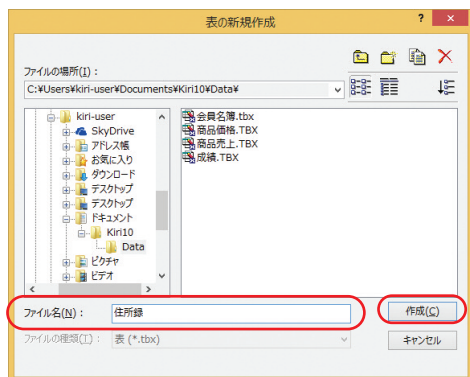 表の新規作成
?
×
ファイルの場所(I)：
C:¥Users¥kiri-user¥Documents¥Kiri10¥Data¥
kiri-user
SkyDrive
アドレス帳
お気に入り
ダウンロード
デスクトップ
デスクトップ
ドキュメント
Kiri10
Data
ピクチャ
ビデオ
会員名簿.tbx
商品価格.TBX
商品売上.TBX
成績.TBX
ファイル名(N)：
住所録
作成(C)
ファイルの種類(T)：
表 (*.tbx)
キャンセル